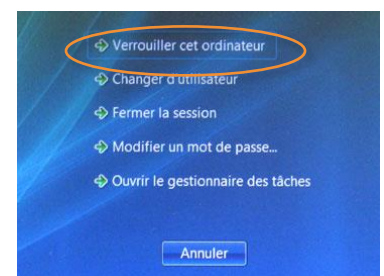 Verrouiller cet ordinateur
Changer d'utilisateur
Fermer la session
Modifier un mot de passe...
Ouvrir le gestionnaire des tâches
Annuler